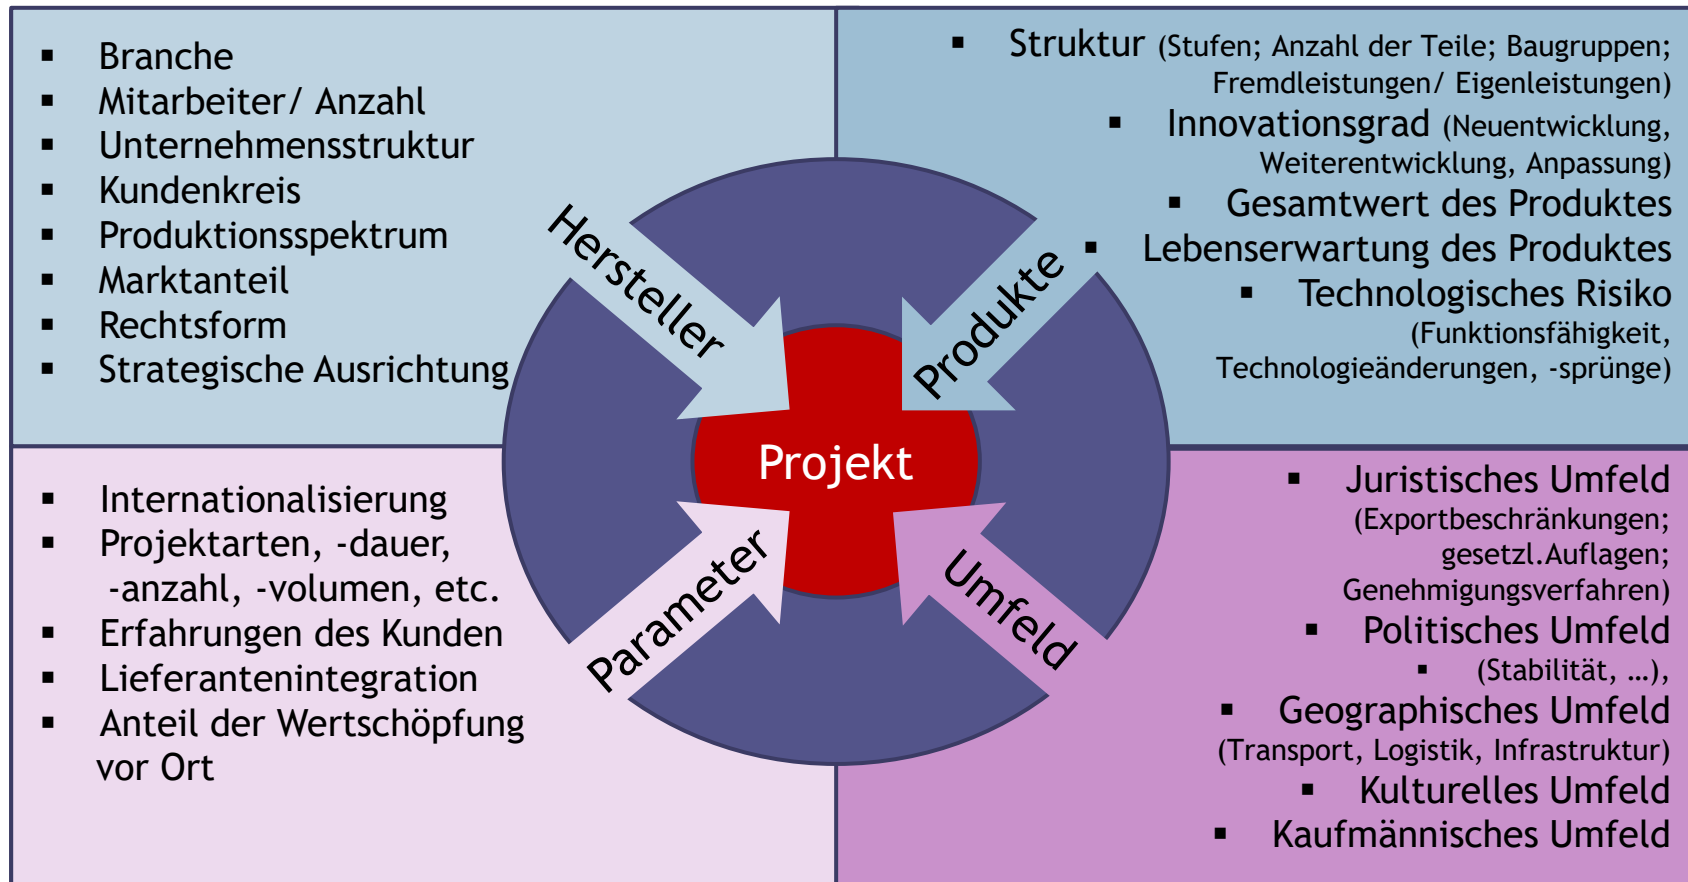 ▪ Branche
▪ Mitarbeiter/ Anzahl
▪ Unternehmensstruktur
▪ Kundenkreis
▪ Produktionsspektrum
▪ Marktanteil
▪ Rechtsform
▪ Strategische Ausrichtung
▪ Struktur (Stufen; Anzahl der Teile; Baugruppen;
Fremdleistungen/ Eigenleistungen)
▪ Innovationsgrad (Neuentwicklung,
Weiterentwicklung, Anpassung)
▪ Gesamtwert des Produktes
▪ Lebenserwartung des Produktes
▪ Technologisches Risiko
(Funktionsfähigkeit,
Technologieänderungen, -sprünge)
Hersteller
Produkte
Projekt
Parameter
Umfeld
▪ Internationalisierung
▪ Projektarten, -dauer,
-anzahl, -volumen, etc.
▪ Erfahrungen des Kunden
▪ Lieferantenintegration
▪ Anteil der Wertschöpfung
vor Ort
▪ Juristisches Umfeld
(Exportbeschränkungen;
gesetzl.Auflagen;
Genehmigungsverfahren)
▪ Politisches Umfeld
▪ (Stabilität, …),
▪ Geographisches Umfeld
(Transport, Logistik, Infrastruktur)
▪ Kulturelles Umfeld
▪ Kaufmännisches Umfeld